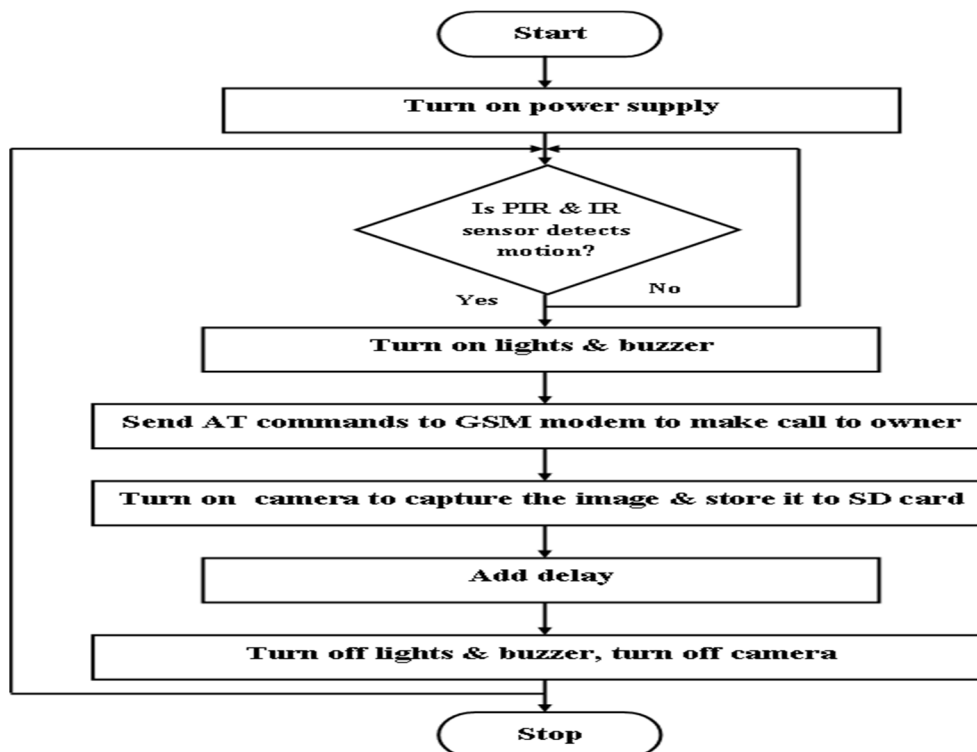 Start
Turn on power supply
Is PIR & IR
sensor detects
motion?
Yes
No
Turn on lights & buzzer
Send AT commands to GSM modem to make call to owner
Turn on camera to capture the image & store it to SD card
Add delay
Turn off lights & buzzer, turn off camera
Stop